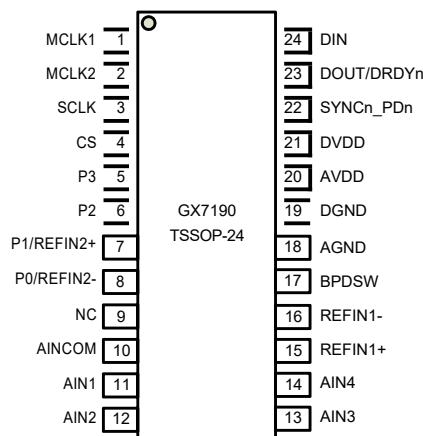 MCLK1 1
MCLK2 2
SCLK 3
CS 4
P3 5
P2 6
P1/REFIN2+ 7
P0/REFIN2- 8
NC 9
AINCOM 10
AIN1 11
AIN2 12
GX7190
TSSOP-24
24 DIN
23 DOUT/DRDYn
22 SYNCn_PDn
21 DVDD
20 AVDD
19 DGND
18 AGND
17 BPDSW
16 REFIN1-
15 REFIN1+
14 AIN4
13 AIN3